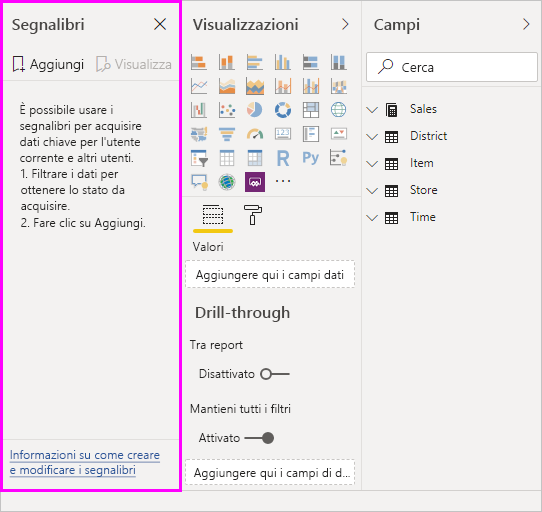 Segnalibri
Aggiungi
Visualizza
È possibile usare i
segnalibri per acquisire
dati chiave per l'utente
corrente e altri utenti.
1. Filtrare i dati per
ottenere lo stato da
acquisire.
2. Fare clic su Aggiungi.
Informazioni su come creare
e modificare i segnalibri
Visualizzazioni
123
R
Py
Valori
Aggiungere qui i campi dati
Drill-through
Tra report
Disattivato
Mantieni tutti i filtri
Attivato
Aggiungere qui i campi di d...
Campi
Cerca
Sales
District
Item
Store
Time